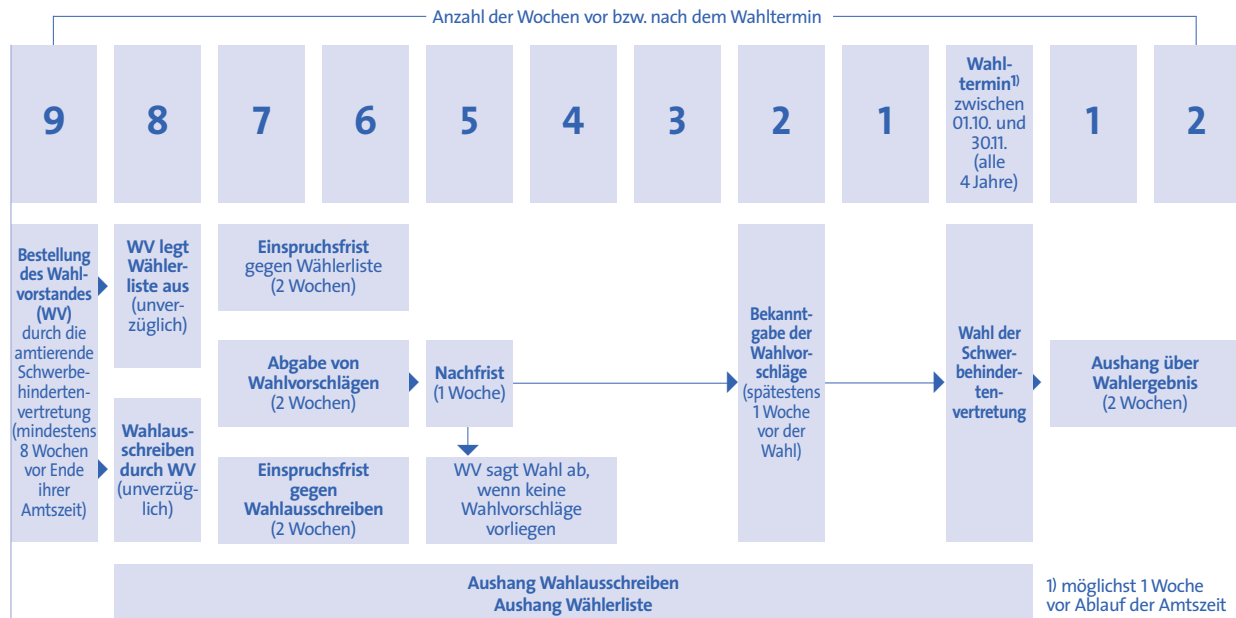 Anzahl der Wochen vor bzw. nach dem Wahltermin
9
8
7
6
5
4
3
2
1
Wahl-
termin1)
zwischen
01.10. und
30.11.
(alle
4 Jahre)
1
2
Bestellung
des Wahl-
vorstandes
(WV)
durch die
amtierende
Schwerbe-
hinderten-
vertretung
(mindestens
8 Wochen
vor Ende
ihrer
Amtszeit)
WV legt
Wähler-
liste aus
(unver-
züglich)
Wahlaus-
schreiben
durch WV
(unverzüg-
lich)
Einspruchsfrist
gegen Wählerliste
(2 Wochen)
Abgabe von
Wahlvorschlägen
(2 Wochen)
Einspruchsfrist
gegen
Wahlausschreiben
(2 Wochen)
Nachfrist
(1 Woche)
WV sagt Wahl ab,
wenn keine
Wahlvorschläge
vorliegen
Bekannt-
gabe der
Wahlvor-
schläge
(spätestens
1 Woche
vor der
Wahl)
Wahl der
Schwer-
behinder-
ten-
vertretung
Aushang über
Wahlergebnis
(2 Wochen)
Aushang Wahlausschreiben
Aushang Wählerliste
1) möglichst 1 Woche
vor Ablauf der Amtszeit